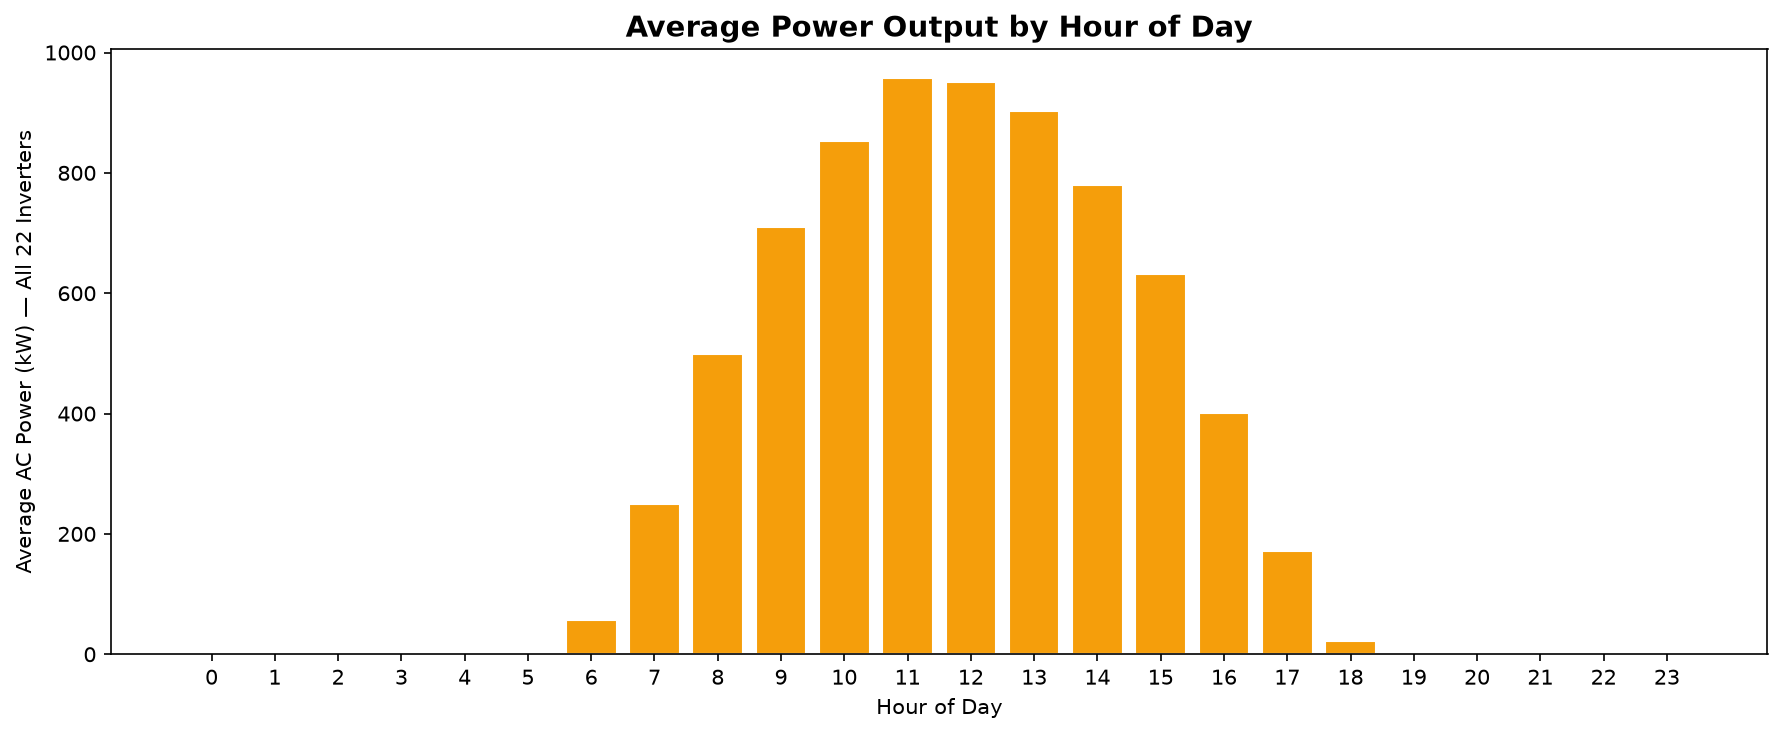 Average Power Output by Hour of Day
Average AC Power (kW) — All 22 Inverters
1000
800
600
400
200
0
0 1 2 3 4 5 6 7 8 9 10 11 12 13 14 15 16 17 18 19 20 21 22 23
Hour of Day